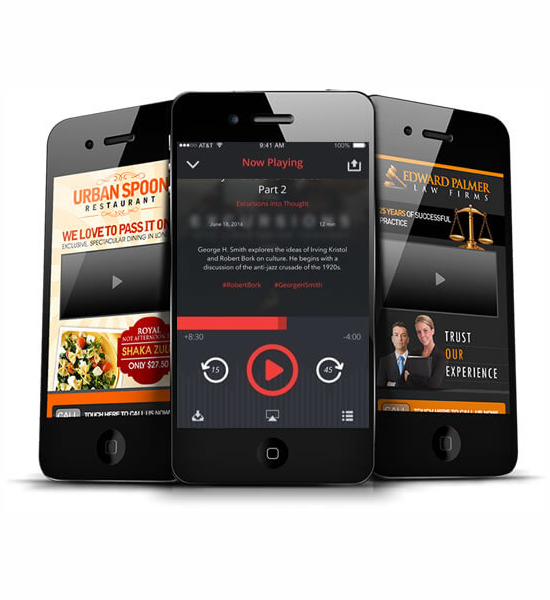 URBAN SPOON
RESTAURANT
WE LOVE TO PASS IT ON
EXCLUSIVE, SPECTACULAR DINING IN
ROYAL
NOT AFTERNOON
SHAKA ZULU
ONLY $27.50
CALL
TOUCH HERE TO CALL US NOW
AT&T
9:41 AM
100%
Now Playing
Part 2
Excursions Into Thought
June 18, 2014
12 min
George H. Smith explores the ideas of Irving Kristol
and Robert Bork on culture. He begins with a
discussion of the anti-jazz crusade of the 1920s.
#RobertBork
#GeorgeHSmith
+8:30
-4:00
15
45
EDWARD PALMER
LAW FIRMS
25 YEARS OF SUCCESSFUL
PRACTICE
TRUST
OUR
EXPERIENCE
CALL
TOUCH HERE TO CALL US NOW